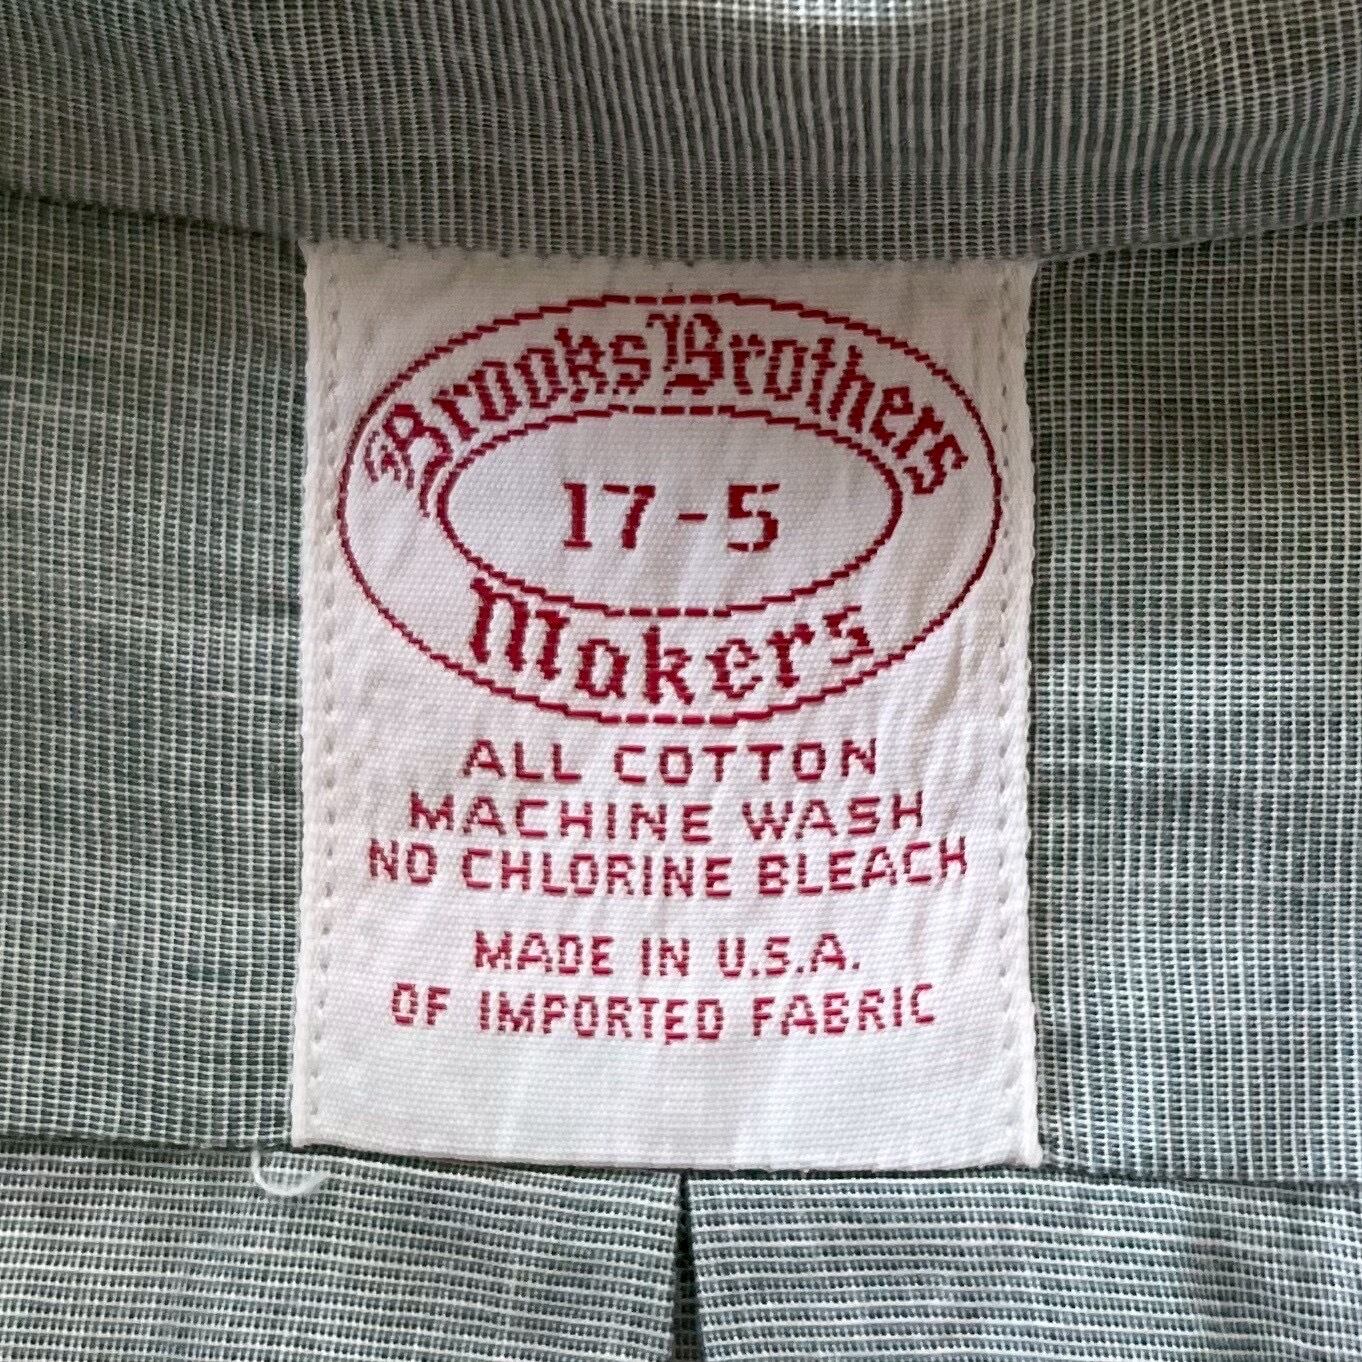 Brooks Brothers
17-5
Makers
ALL COTTON
MACHINE WASH
NO CHLORINE BLEACH
MADE IN U.S.A.
OF IMPORTED FABRIC